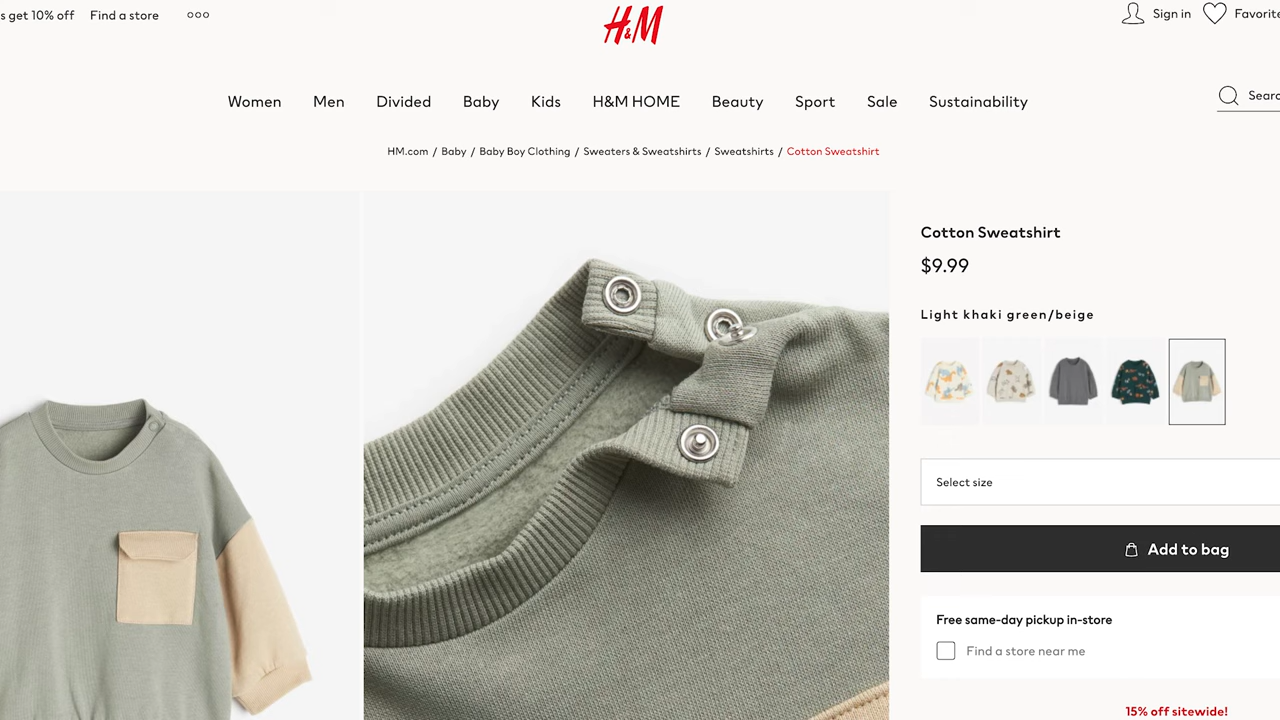 s get 10% off Find a store
H&M
Sign in Favorite
Women Men Divided Baby Kids H&M HOME Beauty Sport Sale Sustainability
Searc
HM.com / Baby / Baby Boy Clothing / Sweaters & Sweatshirts / Sweatshirts / Cotton Sweatshirt
Cotton Sweatshirt
$9.99
Light khaki green/beige
Select size
Add to bag
Free same-day pickup in-store
Find a store near me
15% off sitewide!